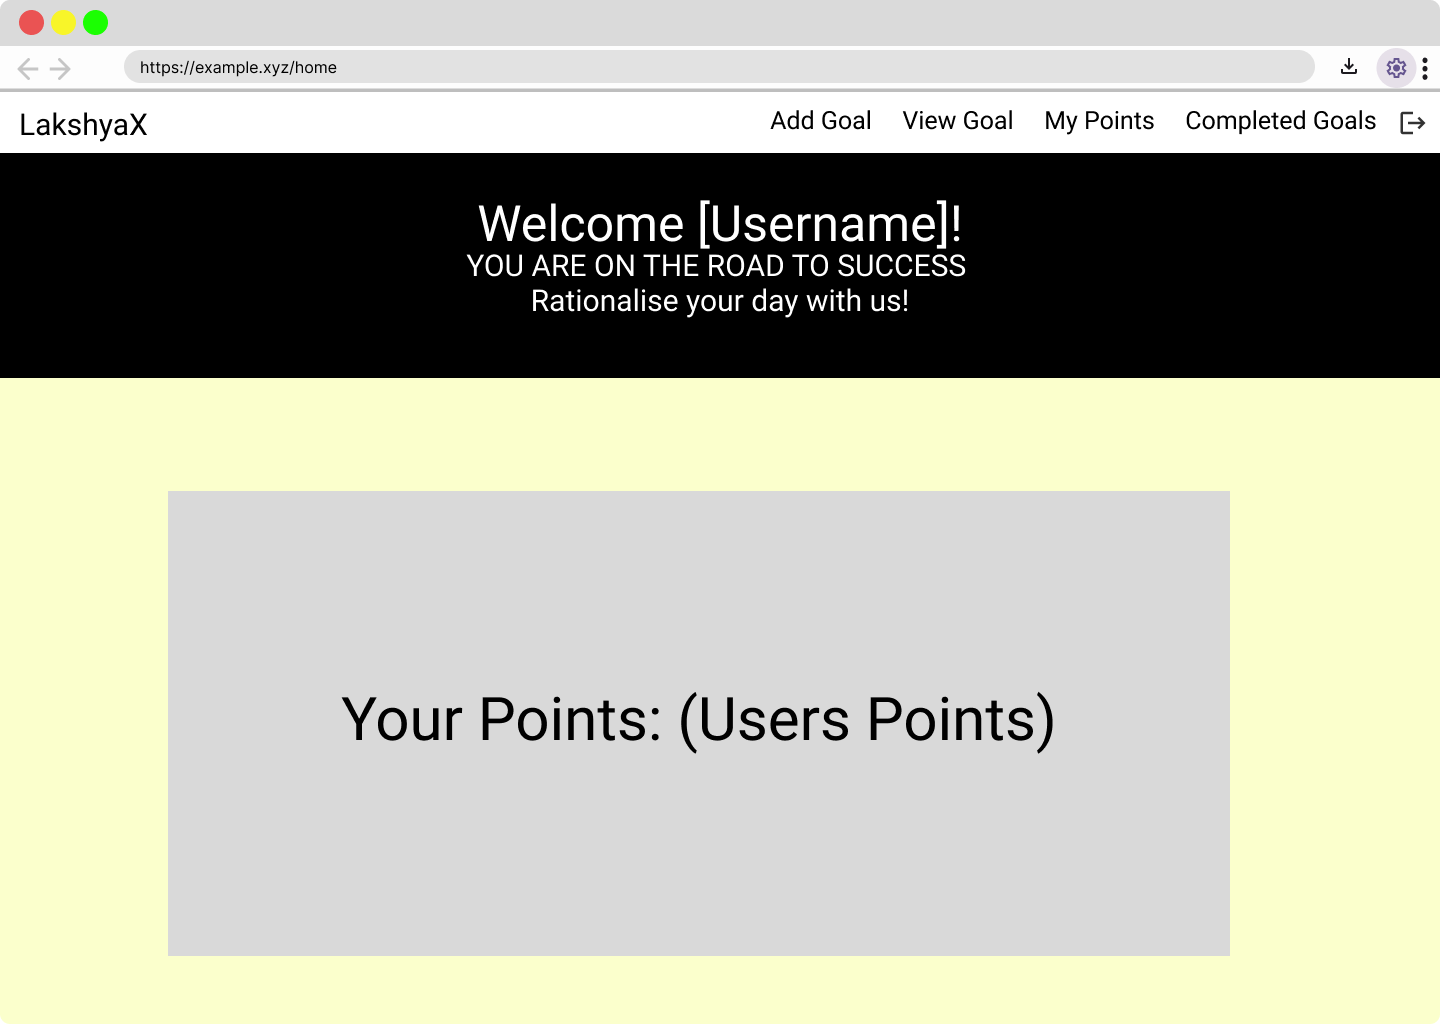 https://example.xyz/home
LakshyaX
Add Goal View Goal My Points Completed Goals
Welcome [Username]!
YOU ARE ON THE ROAD TO SUCCESS
Rationalise your day with us!
Your Points: (Users Points)